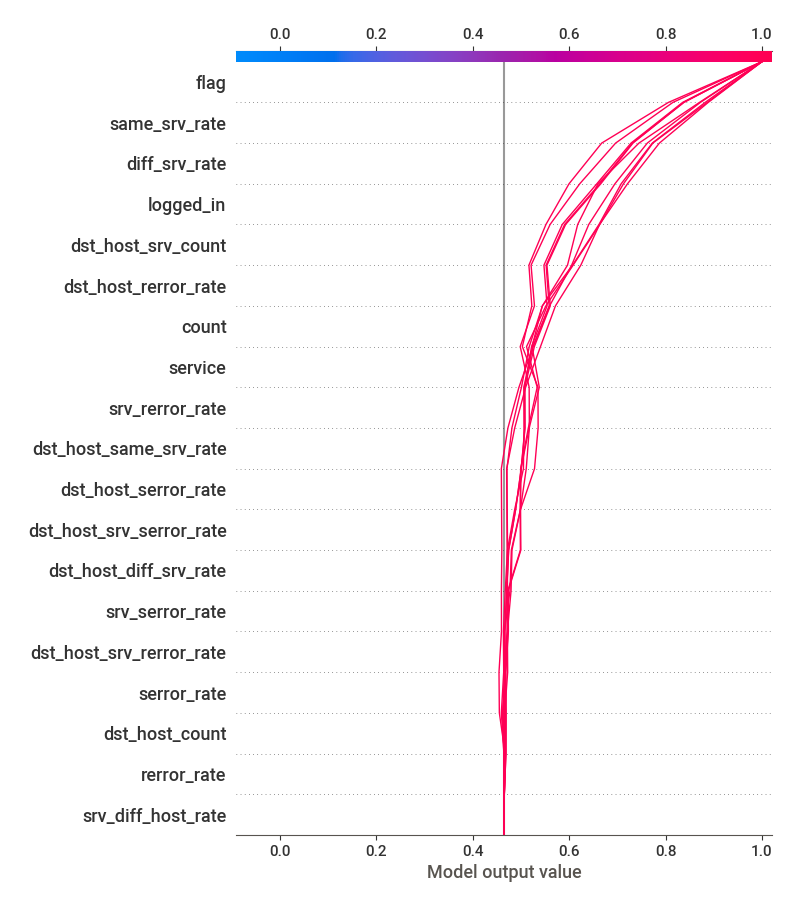 0.0 0.2 0.4 0.6 0.8 1.0
flag
same_srv_rate
diff_srv_rate
logged_in
dst_host_srv_count
dst_host_rerror_rate
count
service
srv_rerror_rate
dst_host_same_srv_rate
dst_host_serror_rate
dst_host_srv_serror_rate
dst_host_diff_srv_rate
srv_serror_rate
dst_host_srv_rerror_rate
serror_rate
dst_host_count
rerror_rate
srv_diff_host_rate
0.0 0.2 0.4 0.6 0.8 1.0
Model output value